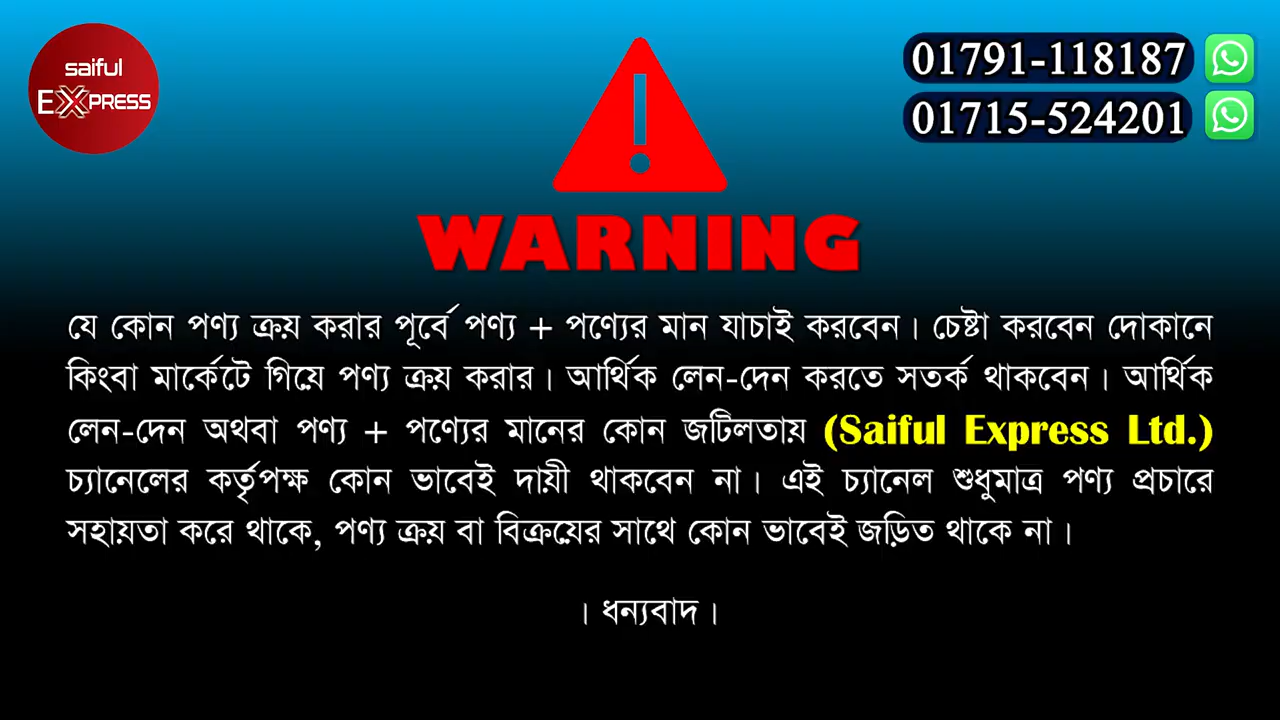 saiful
EXPRESS
01791-118187
01715-524201
WARNING
যে কোন পণ্য ক্রয় করার পূর্বে পণ্য + পণ্যের মান যাচাই করবেন। চেষ্টা করবেন দোকানে
কিংবা মার্কেটে গিয়ে পণ্য ক্রয় করার। আর্থিক লেন-দেন করতে সতর্ক থাকবেন। আর্থিক
লেন-দেন অথবা পণ্য + পণ্যের মানের কোন জটিলতায় (Saiful Express Ltd.)
চ্যানেলের কর্তৃপক্ষ কোন ভাবেই দায়ী থাকবেন না। এই চ্যানেল শুধুমাত্র পণ্য প্রচারে
সহায়তা করে থাকে, পণ্য ক্রয় বা বিক্রয়ের সাথে কোন ভাবেই জড়িত থাকে না।
। ধন্যবাদ।